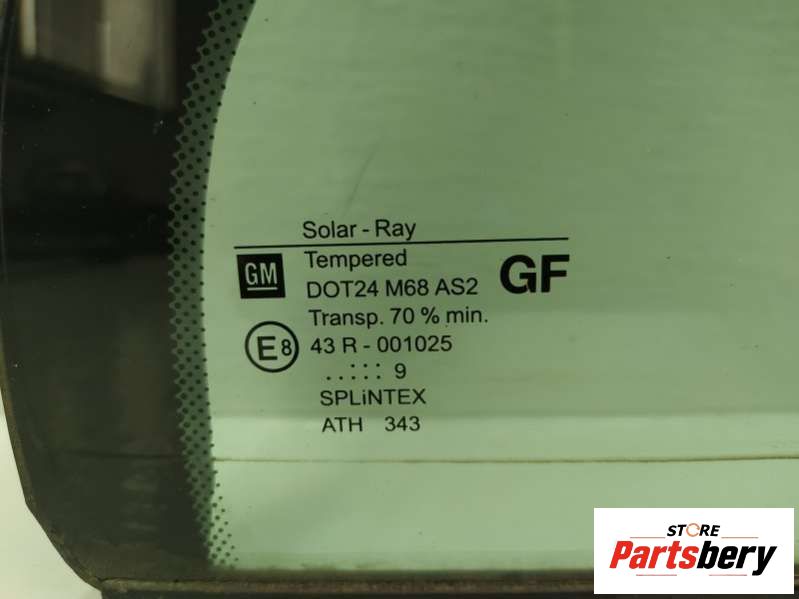 Solar - Ray
GM
Tempered
DOT24 M68 AS2
GF
Transp. 70 % min.
E8
43 R - 001025
..::: 9
SPLiNTEX
ATH 343
STORE
Partsbery